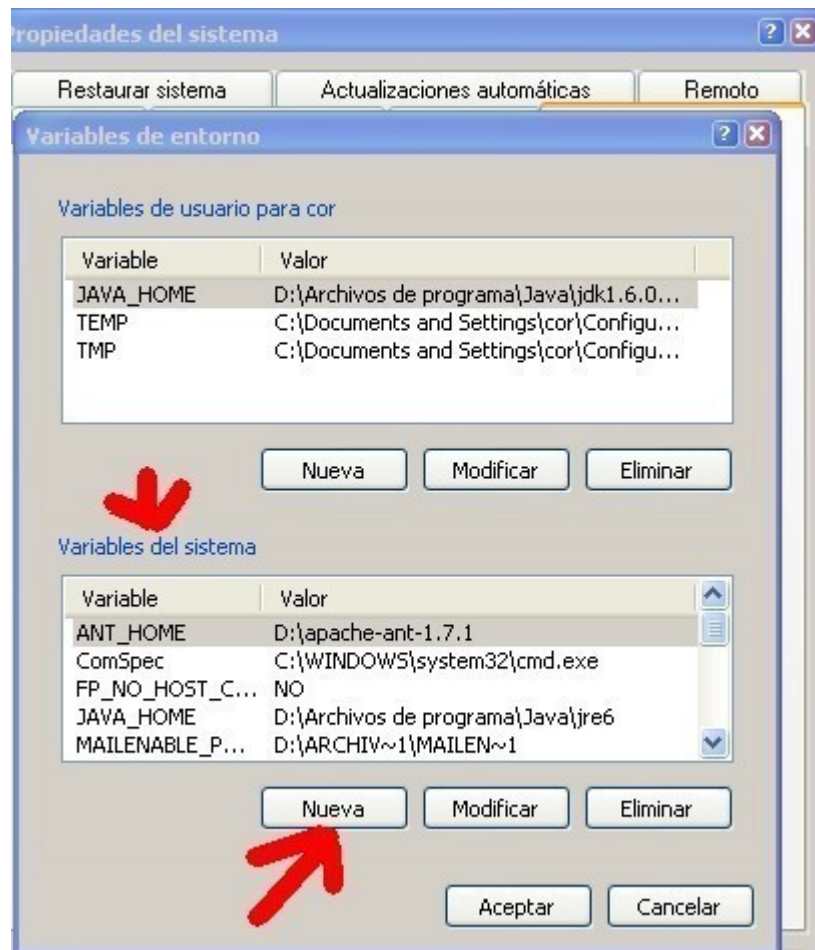 Propiedades del sistema
Restaurar sistema Actualizaciones automáticas Remoto
Variables de entorno
Variables de usuario para cor
Variable Valor
JAVA_HOME D:\Archivos de programa\Java\jdk1.6.0...
TEMP C:\Documents and Settings\cor\Configu...
TMP C:\Documents and Settings\cor\Configu...
Nueva Modificar Eliminar
Variables del sistema
Variable Valor
ANT_HOME D:\apache-ant-1.7.1
ComSpec C:\WINDOWS\system32\cmd.exe
FP_NO_HOST_C... NO
JAVA_HOME D:\Archivos de programa\Java\jre6
MAILENABLE_P... D:\ARCHIV~1\MAILEN~1
Nueva Modificar Eliminar
Aceptar Cancelar